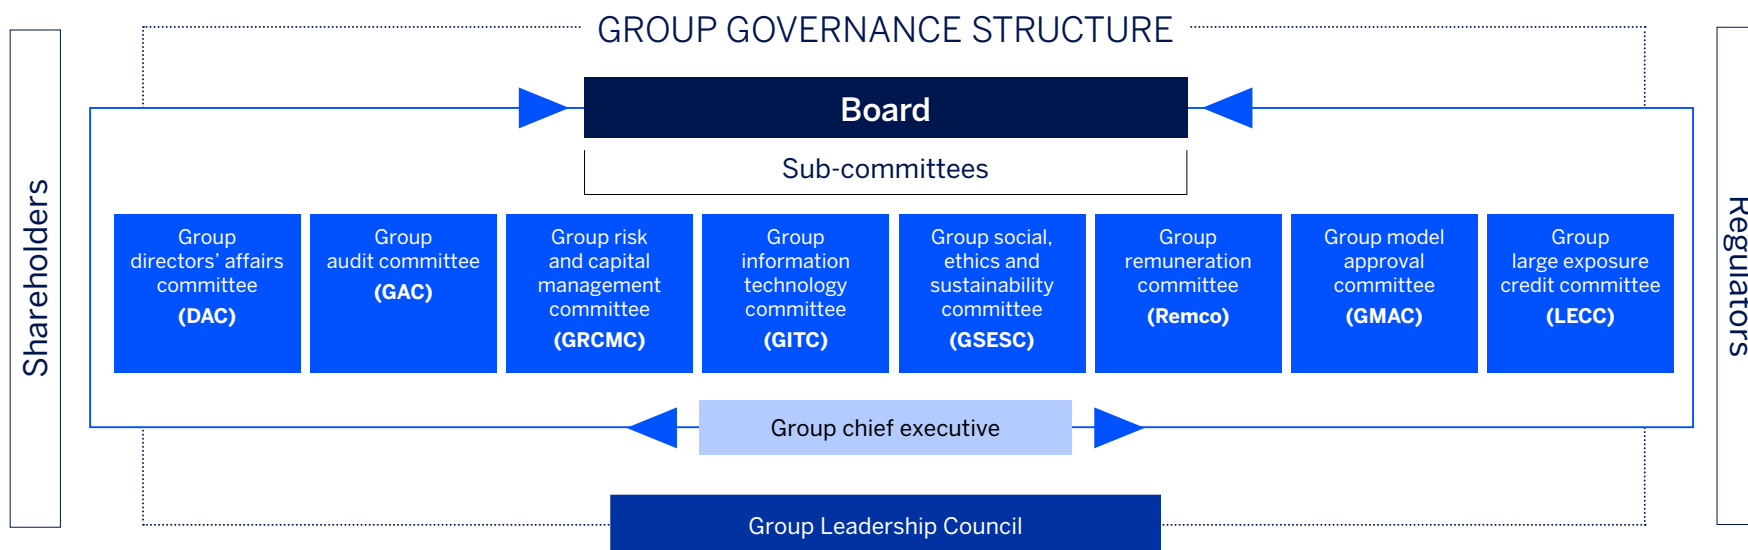 GROUP GOVERNANCE STRUCTURE
Shareholders
Board
Sub-committees
Group
directors’ affairs
committee
(DAC)
Group
audit committee
(GAC)
Group risk
and capital
management
committee
(GRCMC)
Group
information
technology
committee
(GITC)
Group social,
ethics and
sustainability
committee
(GSESC)
Group
remuneration
committee
(Remco)
Group model
approval
committee
(GMAC)
Group
large exposure
credit committee
(LECC)
Regulators
Group chief executive
Group Leadership Council